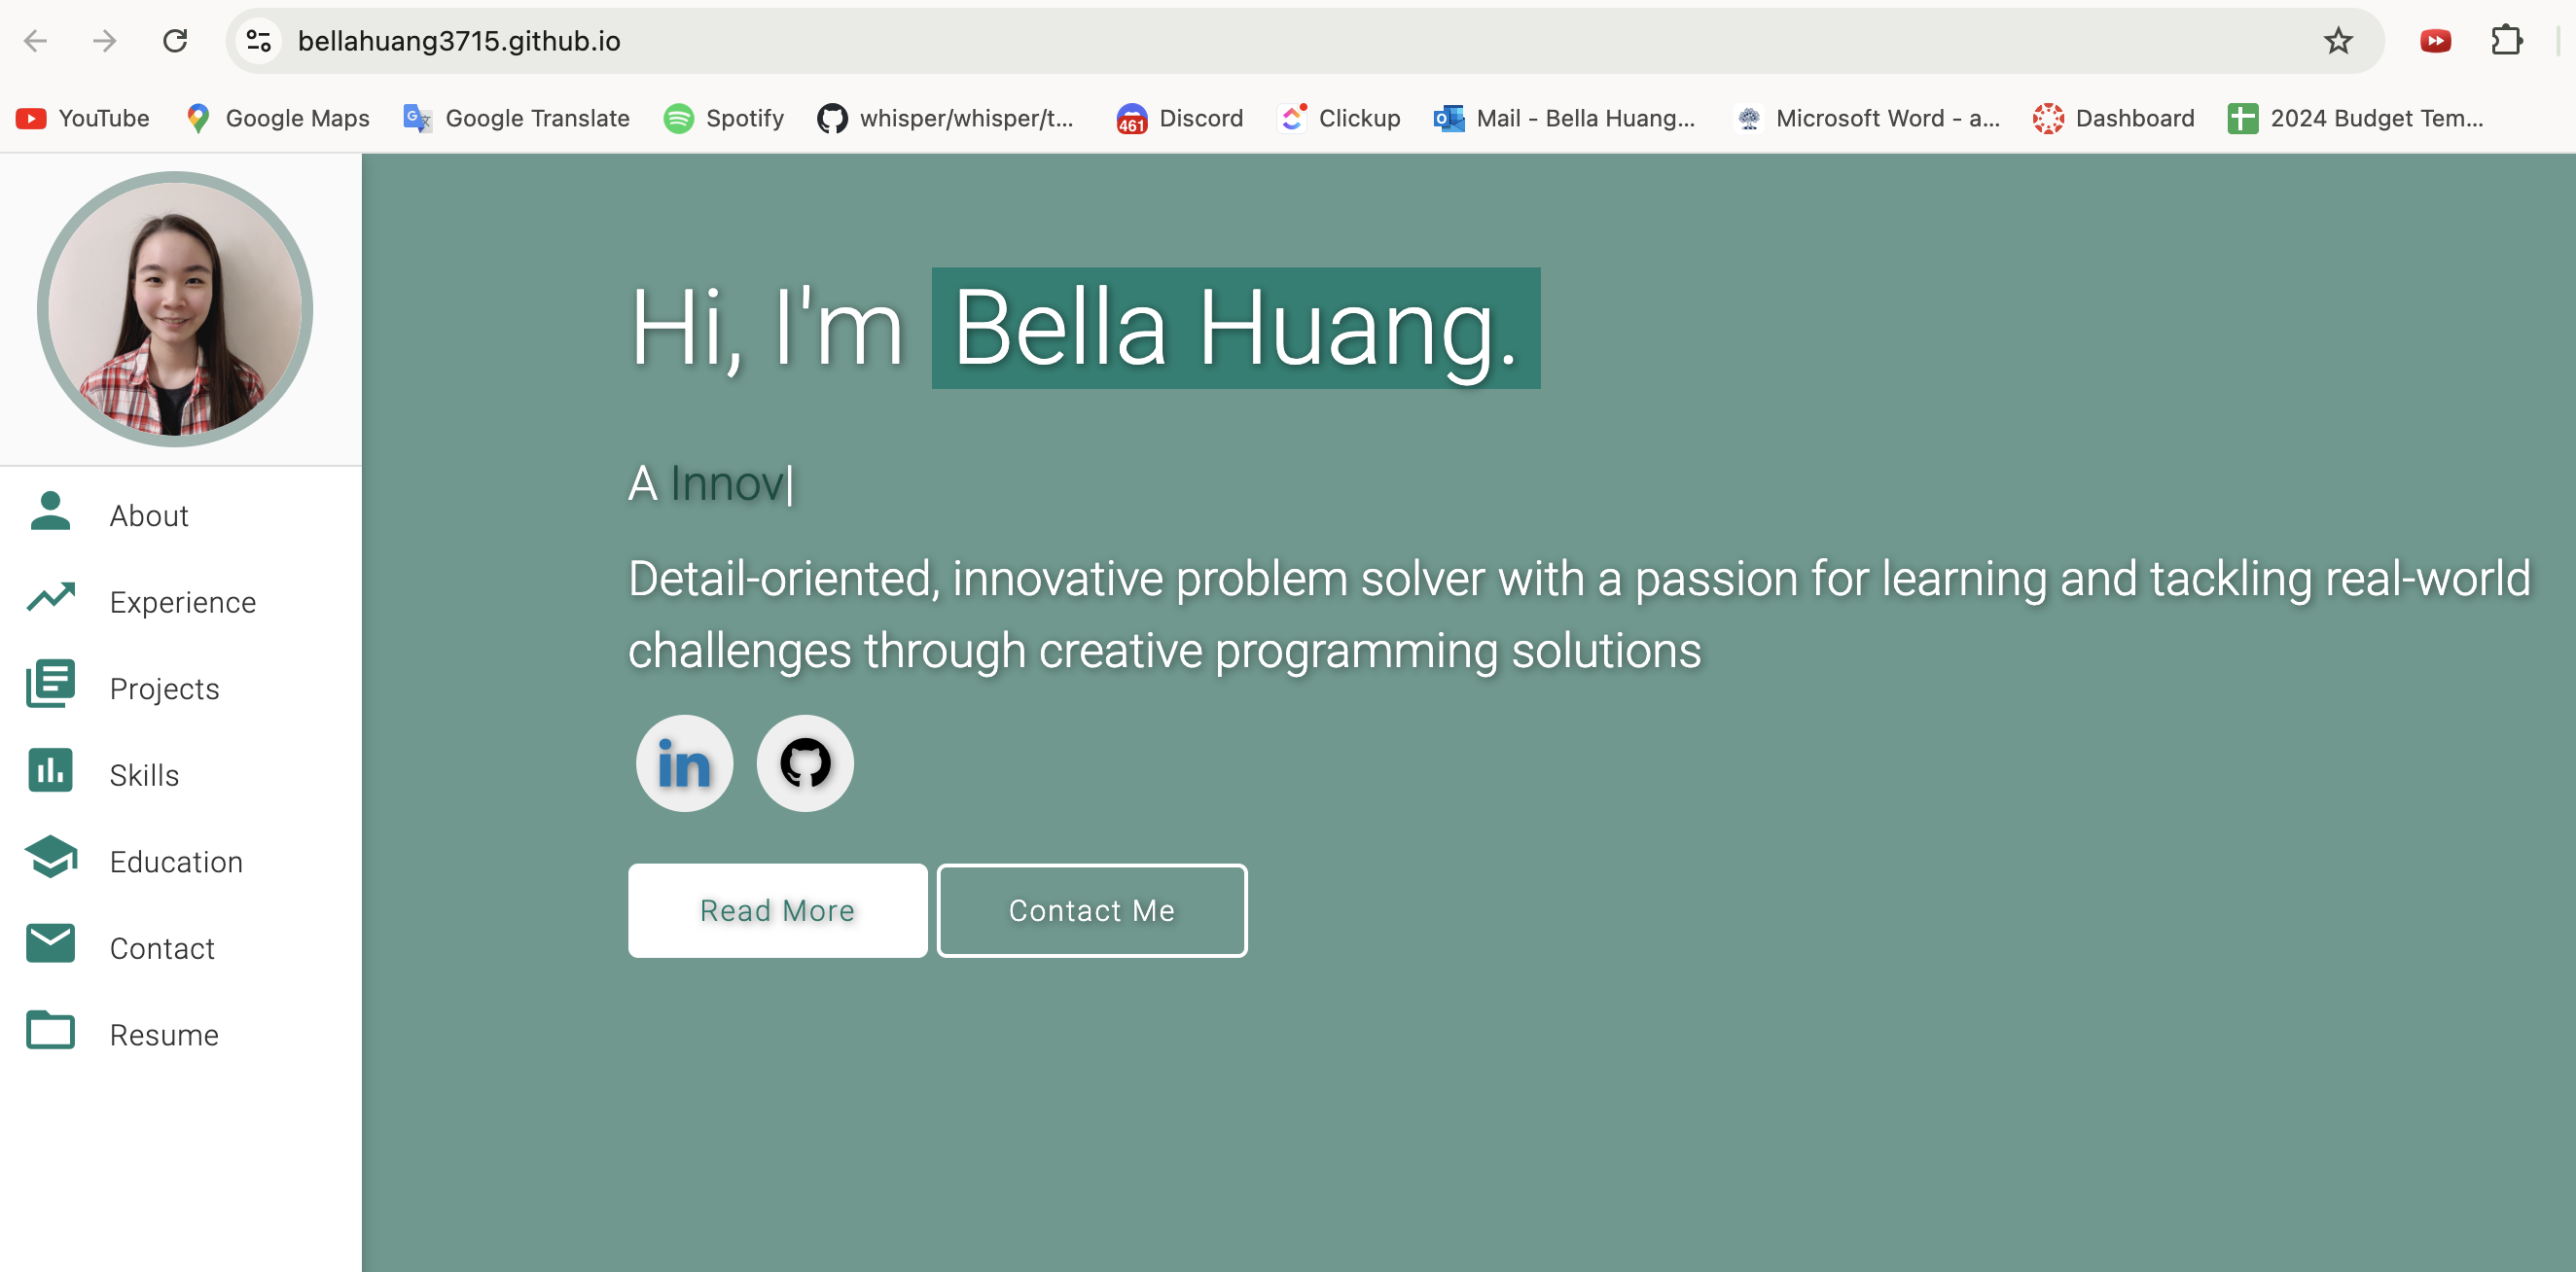 bellahuang3715.github.io
YouTube Google Maps Google Translate Spotify whisper/whisper/t... 461 Discord Clickup Mail - Bella Huang... Microsoft Word - a... Dashboard 2024 Budget Tem...
Hi, I'm Bella Huang.
A Innov|
Detail-oriented, innovative problem solver with a passion for learning and tackling real-world
challenges through creative programming solutions
in
Read More Contact Me
About
Experience
Projects
Skills
Education
Contact
Resume